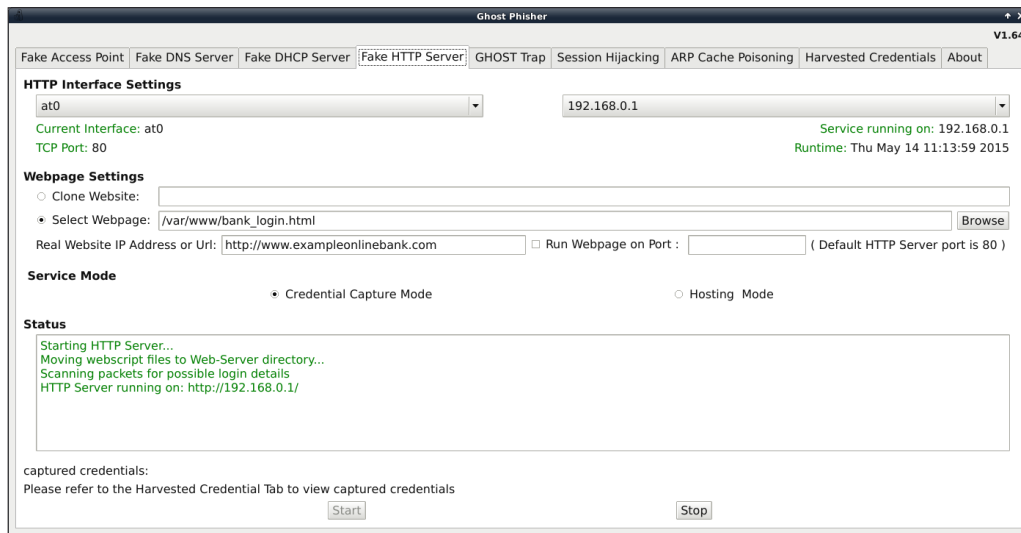 Ghost Phisher
V1.64
Fake Access Point Fake DNS Server Fake DHCP Server Fake HTTP Server GHOST Trap Session Hijacking ARP Cache Poisoning Harvested Credentials About
HTTP Interface Settings
at0 192.168.0.1
Current Interface: at0 Service running on: 192.168.0.1
TCP Port: 80 Runtime: Thu May 14 11:13:59 2015
Webpage Settings
Clone Website:
Select Webpage: /var/www/bank_login.html Browse
Real Website IP Address or Url: http://www.exampleonlinebank.com Run Webpage on Port : ( Default HTTP Server port is 80 )
Service Mode
Credential Capture Mode Hosting Mode
Status
Starting HTTP Server...
Moving webscript files to Web-Server directory...
Scanning packets for possible login details
HTTP Server running on: http://192.168.0.1/
captured credentials:
Please refer to the Harvested Credential Tab to view captured credentials
Start Stop